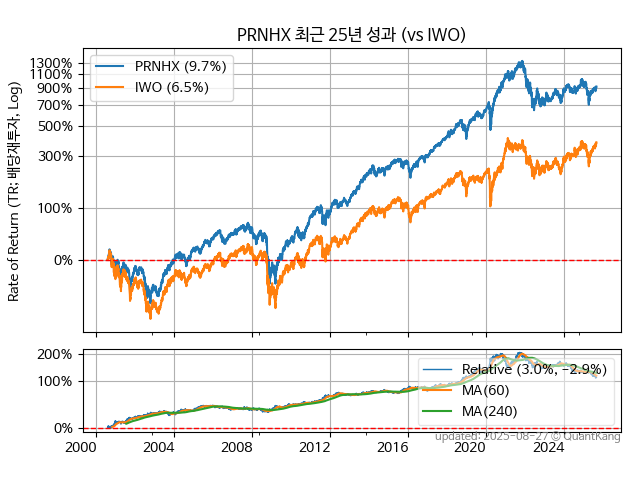 PRNHX 최근 25년 성과 (vs IWO)
Rate of Return (TR; 배당재투자, Log)
1300%
1100%
900%
700%
500%
300%
100%
0%
PRNHX (9.7%)
IWO (6.5%)
200%
100%
0%
Relative (3.0%, −2.9%)
MA(60)
MA(240)
updated: 2025-08-27 © QuantKang
2000 2004 2008 2012 2016 2020 2024